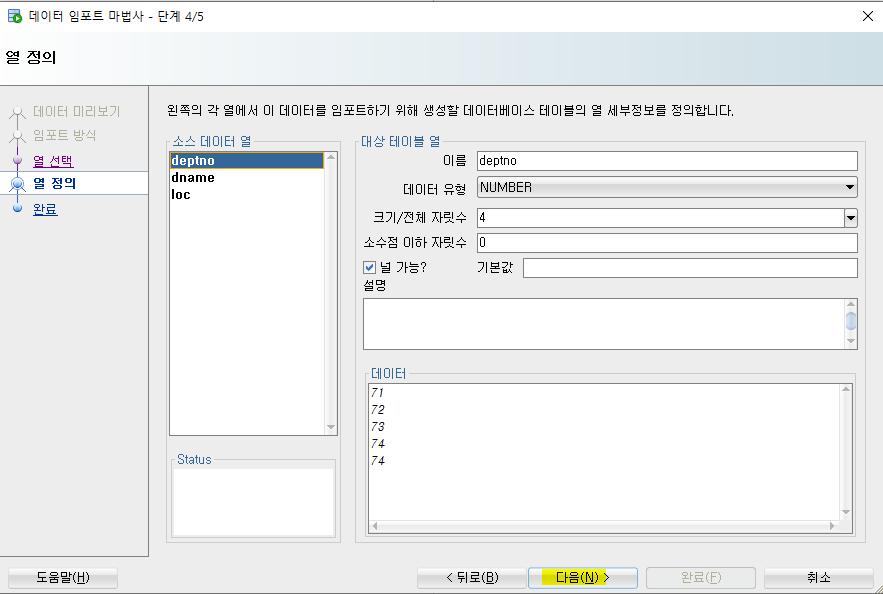 데이터 임포트 마법사 - 단계 4/5
열 정의
데이터 미리보기
임포트 방식
열 선택
열 정의
완료
왼쪽의 각 열에서 이 데이터를 임포트하기 위해 생성할 데이터베이스 테이블의 열 세부정보를 정의합니다.
소스 데이터 열
deptno
dname
loc
Status
대상 테이블 열
이름 deptno
데이터 유형 NUMBER
크기/전체 자릿수 4
소수점 이하 자릿수 0
널 가능? 기본값
설명
데이터
71
72
73
74
74
도움말(H) < 뒤로(B) 다음(N) > 완료(F) 취소